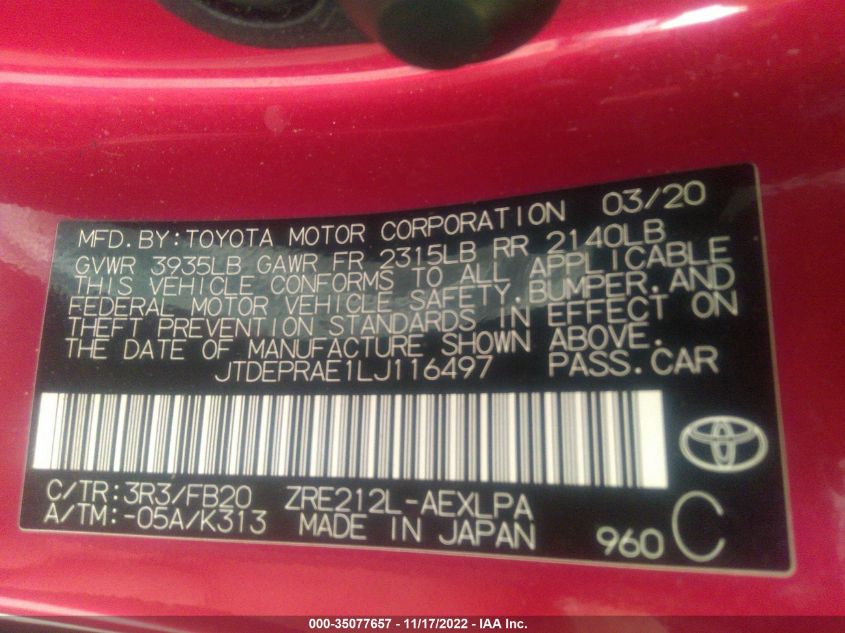 MFD. BY: TOYOTA MOTOR CORPORATION 03/20
GVWR 3935LB GAWR FR 2315LB RR 2140LB
THIS VEHICLE CONFORMS TO ALL APPLICABLE
FEDERAL MOTOR VEHICLE SAFETY, BUMPER, AND
THEFT PREVENTION STANDARDS IN EFFECT ON
THE DATE OF MANUFACTURE SHOWN ABOVE.
JTDEPRAE1LJ116497 PASS.CAR
C/TR: 3R3/FB20 ZRE212L-AEXLPA
A/TM: -05A/K313 MADE IN JAPAN 960 C
000-35077657 - 11/17/2022 - IAA Inc.